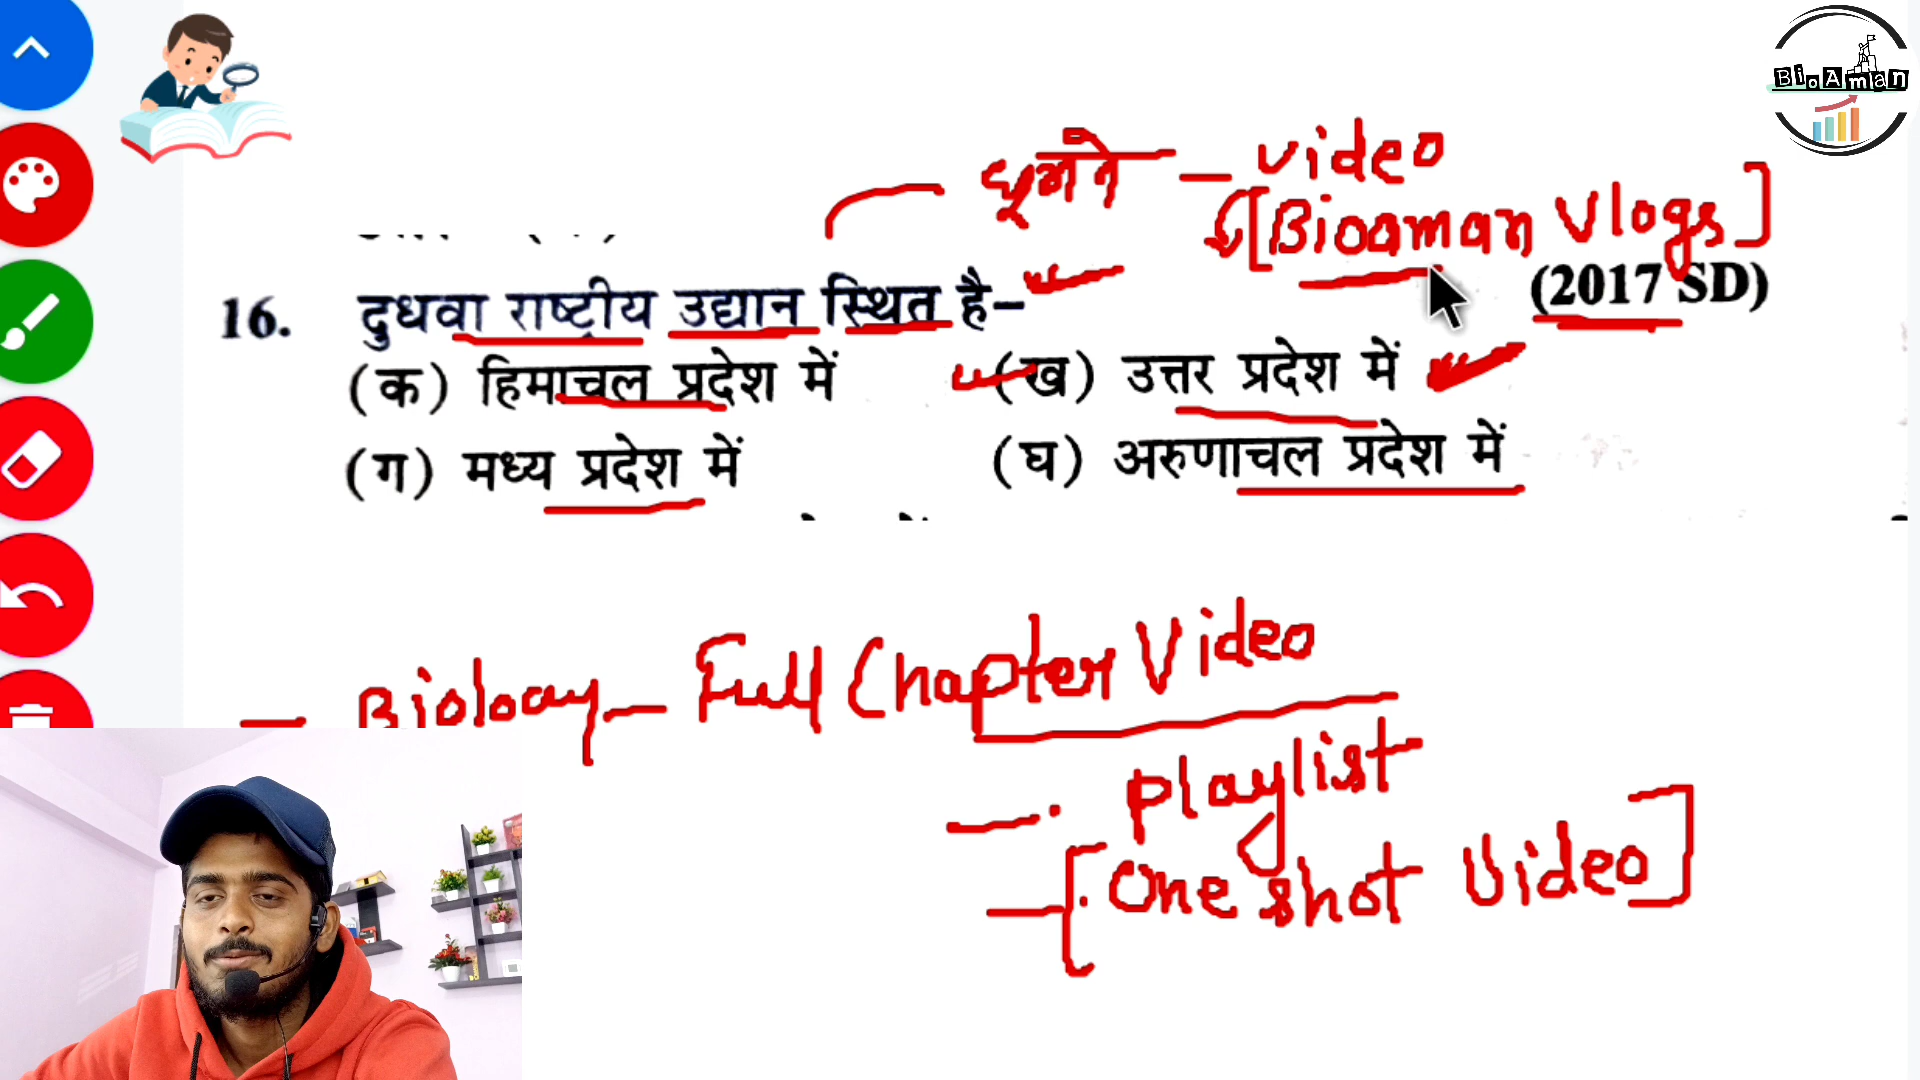 BioAman
घूमने – Video
[Bioaman Vlogs]
16. दुधवा राष्ट्रीय उद्यान स्थित है– (2017 SD)
(क) हिमाचल प्रदेश में (ख) उत्तर प्रदेश में
(ग) मध्य प्रदेश में (घ) अरुणाचल प्रदेश में
– Biology – Full Chapter Video
– . Playlist
– [. One shot Video]